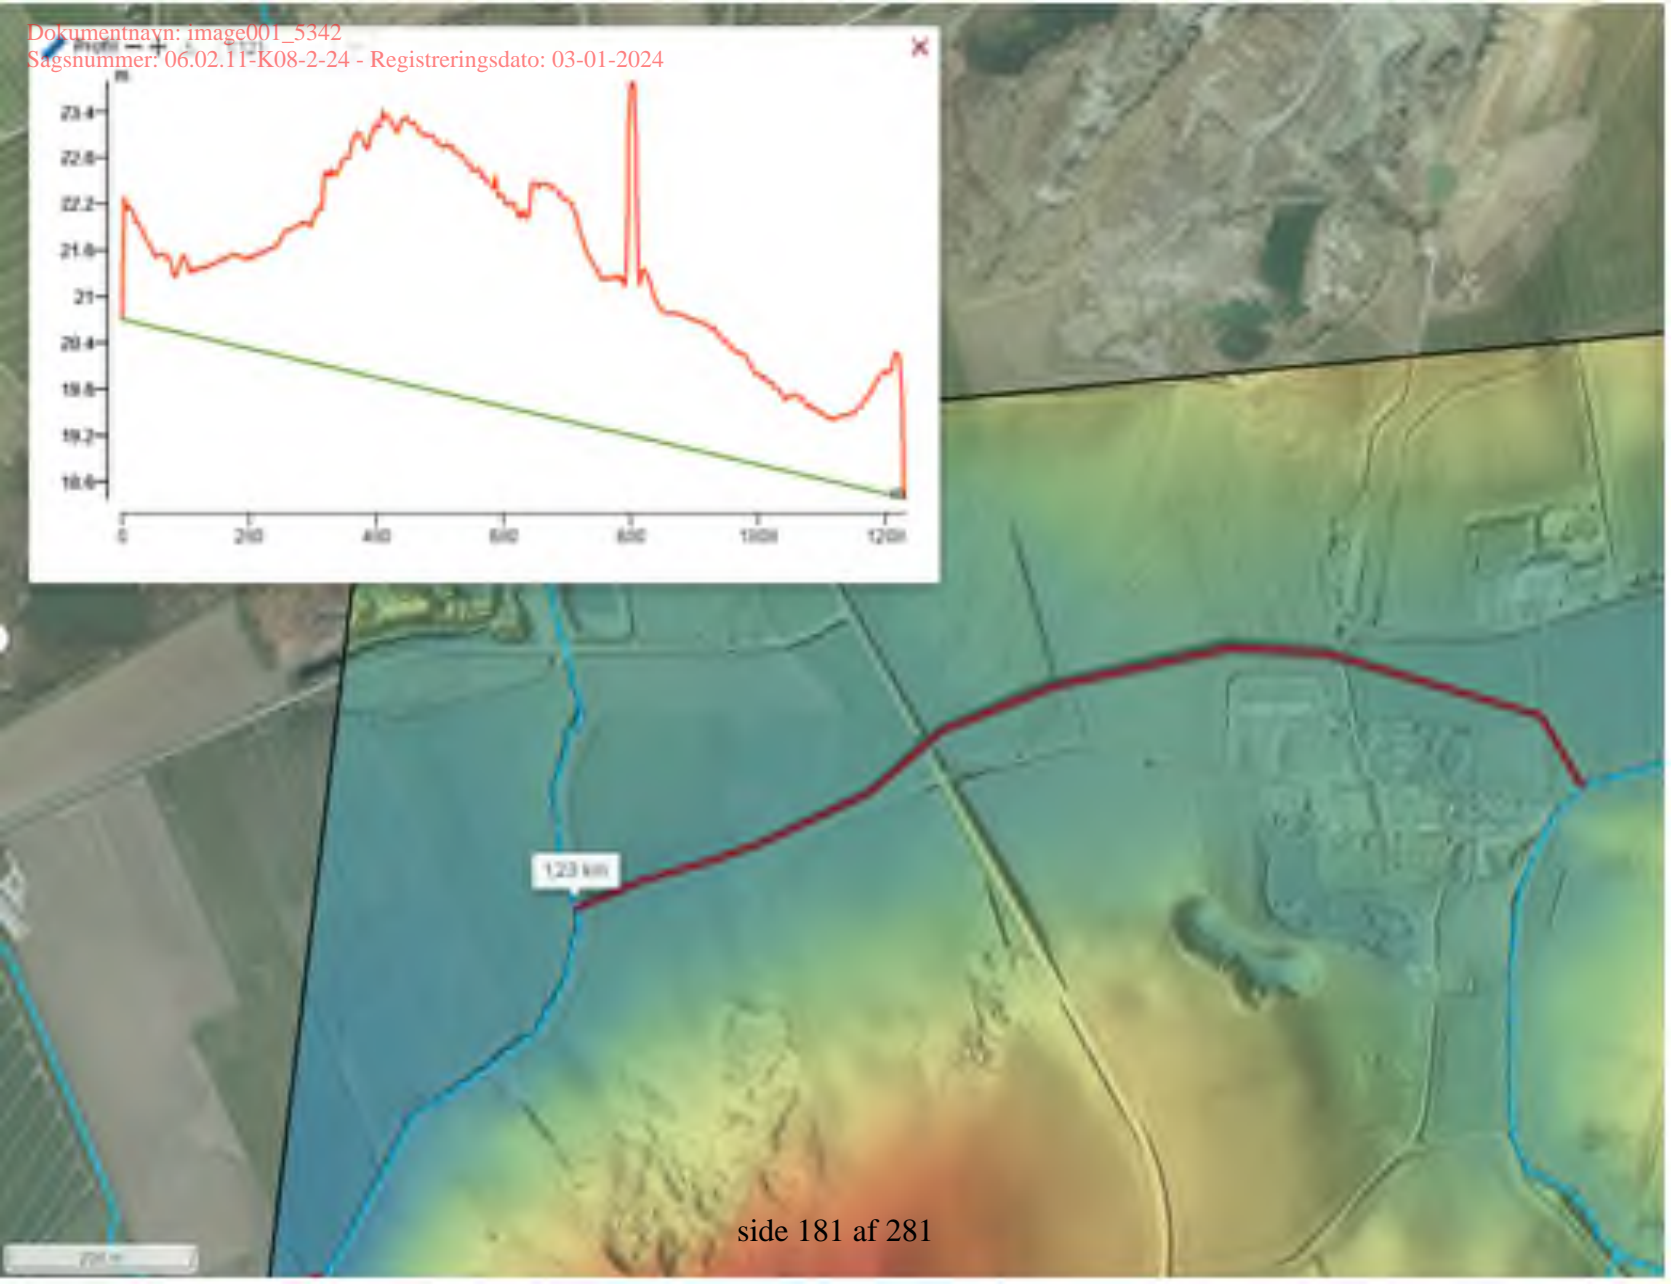 Dokumentnavn: image001_5342
Profil
Sagsnummer: 06.02.11-K08-2-24 - Registreringsdato: 03-01-2024
m
23.4
22.8
22.2
21.6
21
20.4
19.8
19.2
18.6
0 200 400 600 800 1000 1200
1,23 km
side 181 af 281